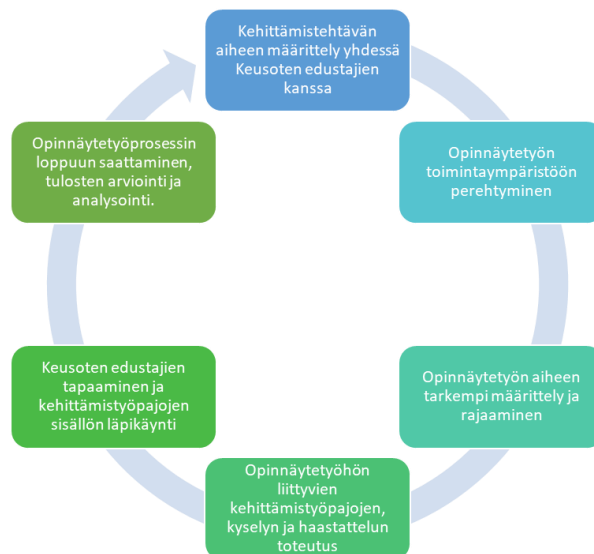 Kehittämistehtävän
aiheen määrittely yhdessä
Keusoten edustajien
kanssa
Opinnäytetyön
toimintaympäristöön
perehtyminen
Opinnäytetyön aiheen
tarkempi määrittely ja
rajaaminen
Opinnäytetyöhön
liittyvien
kehittämistyöpajojen,
kyselyn ja haastattelun
toteutus
Keusoten edustajien
tapaaminen ja
kehittämistyöpajojen
sisällön läpikäynti
Opinnäytetyöprosessin
loppuun saattaminen,
tulosten arviointi ja
analysointi.